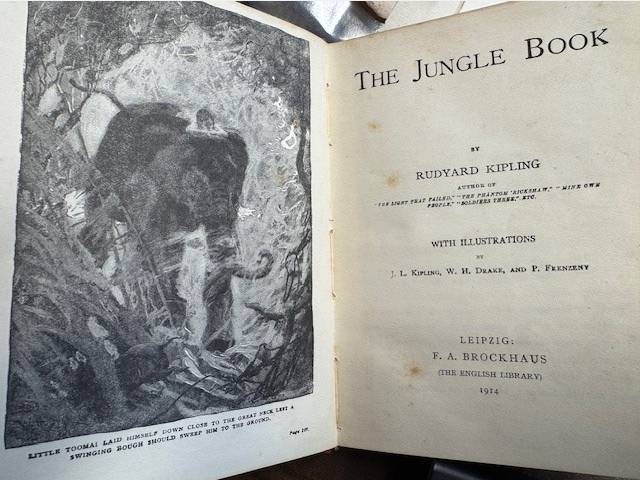 LITTLE TOOMAI LAID HIMSELF DOWN CLOSE TO THE GREAT NECK LEST A
SWINGING BOUGH SHOULD SWEEP HIM TO THE GROUND.
Page
THE JUNGLE BOOK
BY
RUDYARD KIPLING
AUTHOR OF
"THE LIGHT THAT FAILED," "THE PHANTOM 'RICKSHAW," "MINE OWN
PEOPLE," "SOLDIERS THREE," ETC.
WITH ILLUSTRATIONS
BY
J. L. KIPLING, W. H. DRAKE, AND P. FRENZENY
LEIPZIG:
F. A. BROCKHAUS
(THE ENGLISH LIBRARY)
1914